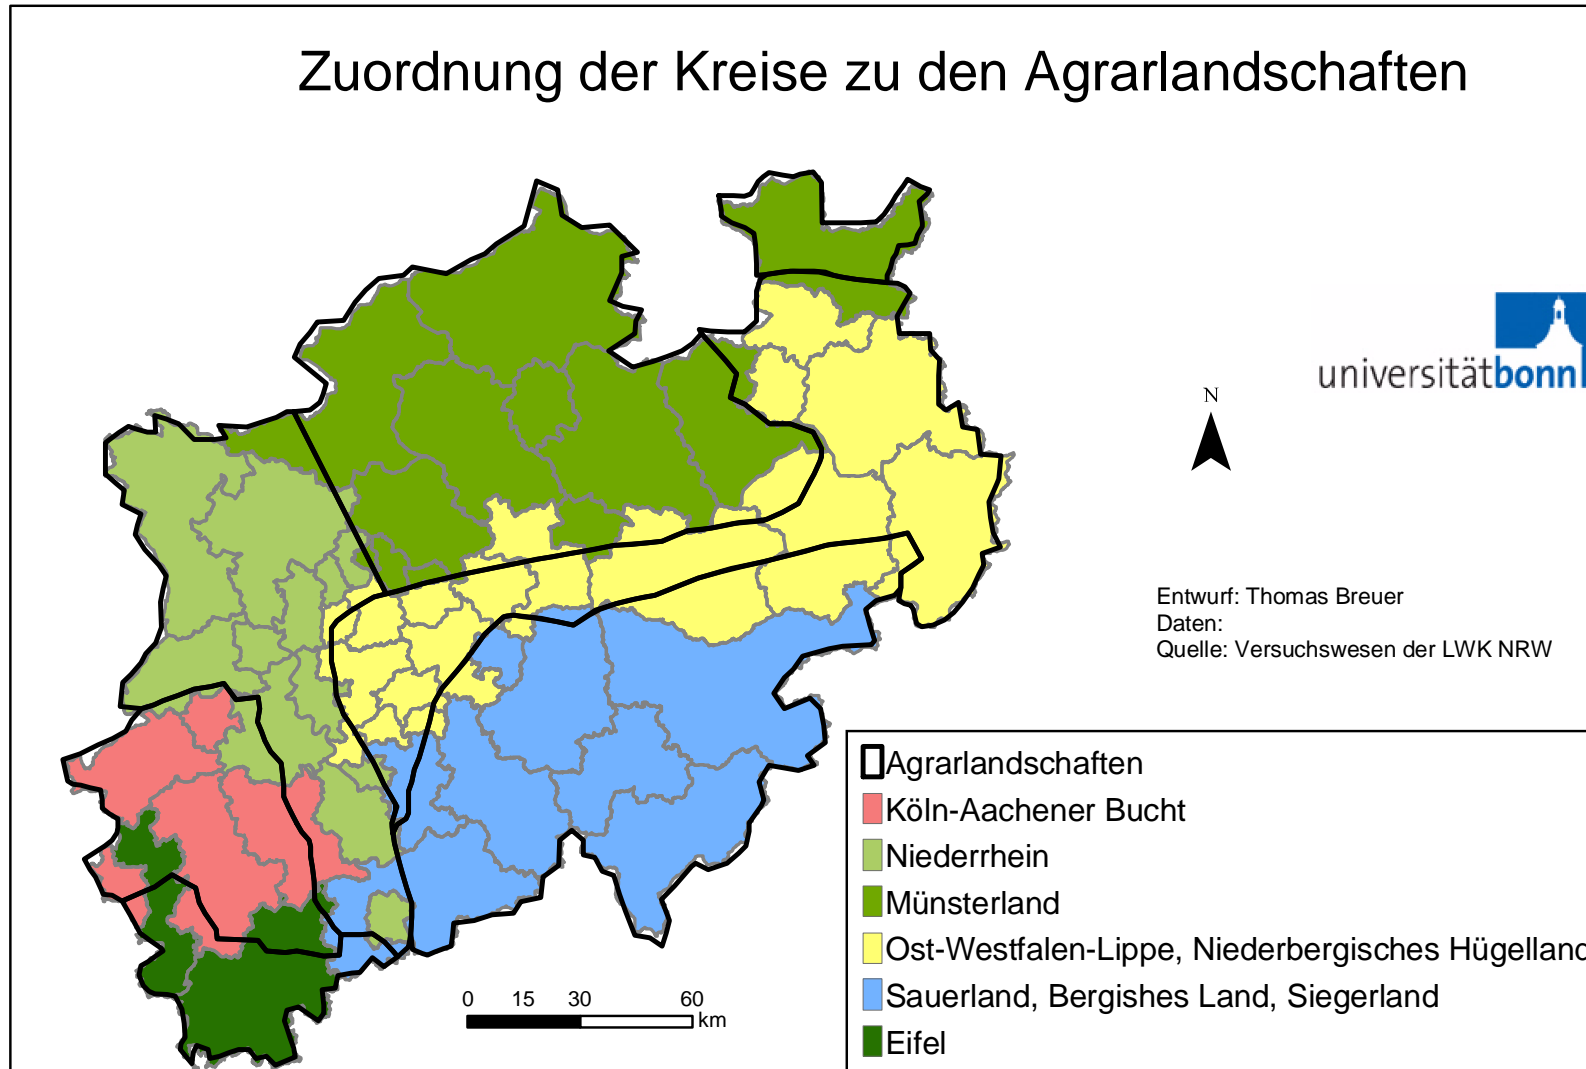 Zuordnung der Kreise zu den Agrarlandschaften
universitätbonn
N
Entwurf: Thomas Breuer
Daten:
Quelle: Versuchswesen der LWK NRW
Agrarlandschaften
Köln-Aachener Bucht
Niederrhein
Münsterland
Ost-Westfalen-Lippe, Niederbergisches Hügelland
Sauerland, Bergishes Land, Siegerland
Eifel
0 15 30 60
km